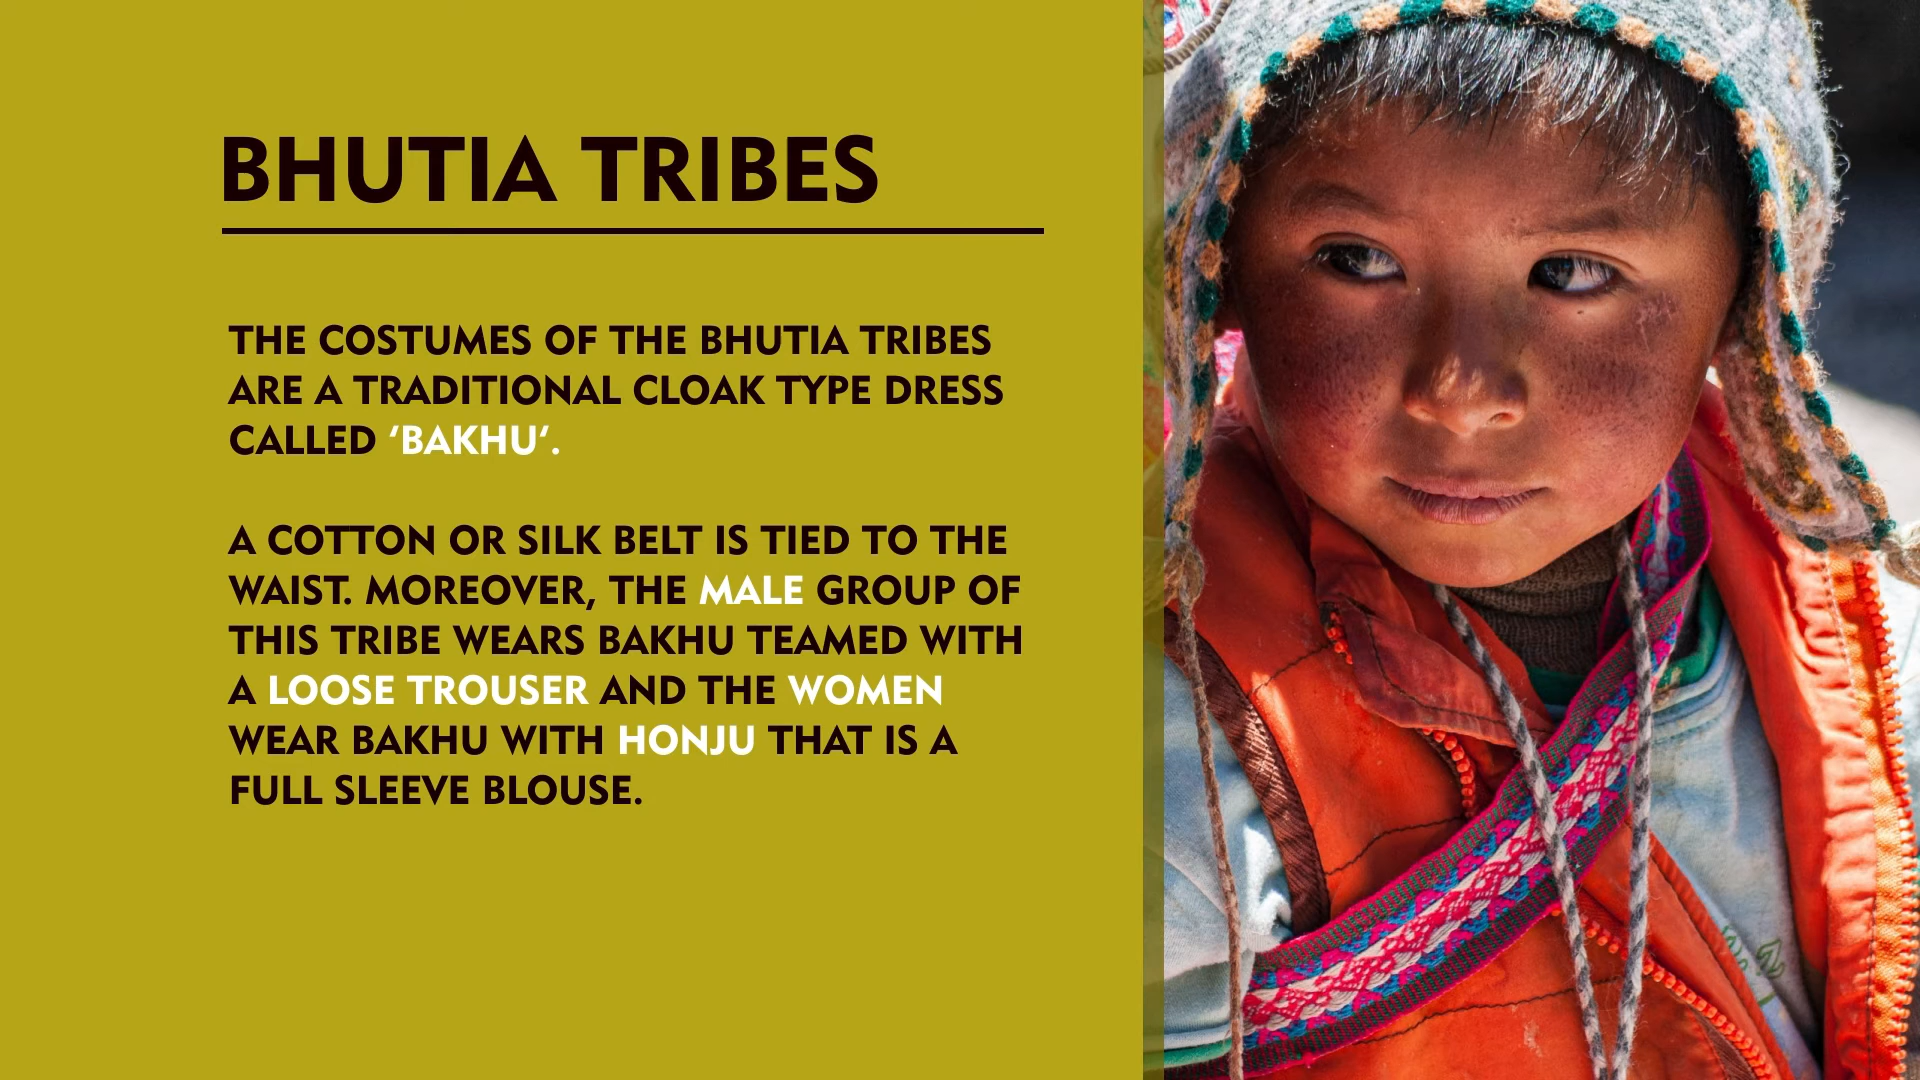 BHUTIA TRIBES
THE COSTUMES OF THE BHUTIA TRIBES
ARE A TRADITIONAL CLOAK TYPE DRESS
CALLED ‘BAKHU‘.
A COTTON OR SILK BELT IS TIED TO THE
WAIST. MOREOVER, THE MALE GROUP OF
THIS TRIBE WEARS BAKHU TEAMED WITH
A LOOSE TROUSER AND THE WOMEN
WEAR BAKHU WITH HONJU THAT IS A
FULL SLEEVE BLOUSE.